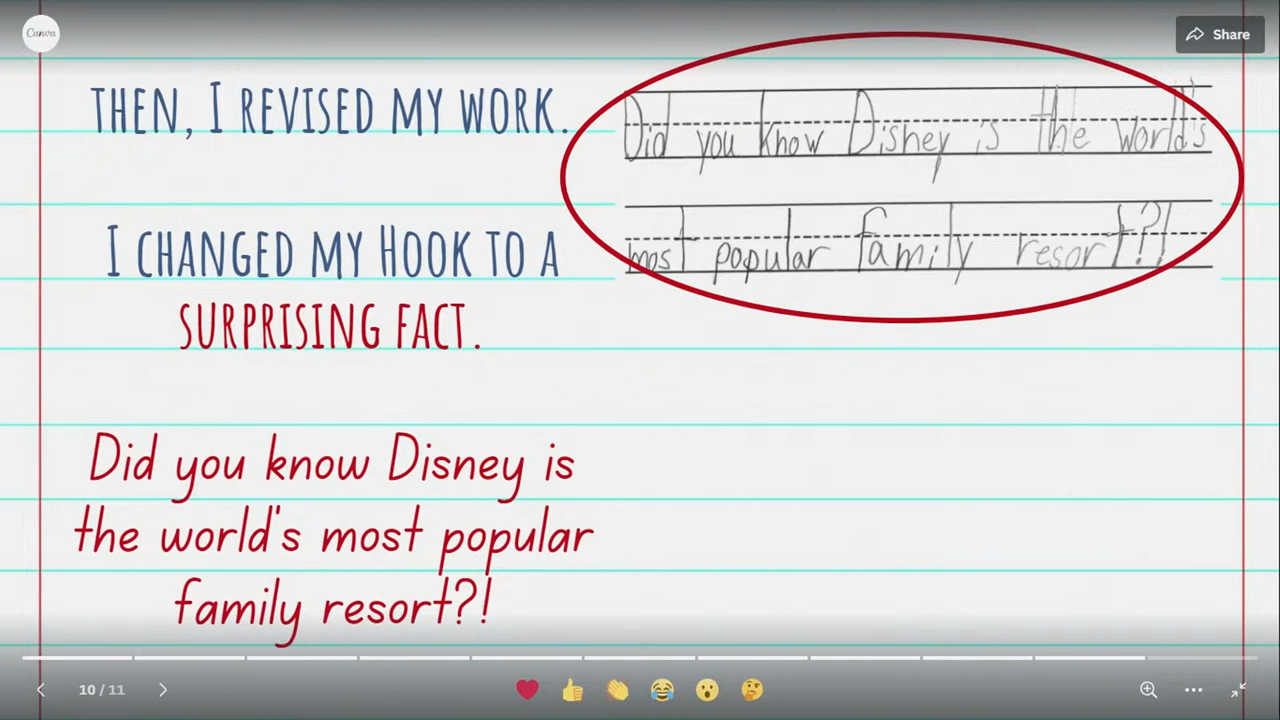 Canva
Share
THEN, I REVISED MY WORK.
Did you know Disney is the world's
most popular family resort?!
I CHANGED MY HOOK TO A
SURPRISING FACT.
Did you know Disney is
the world's most popular
family resort?!
10 / 11